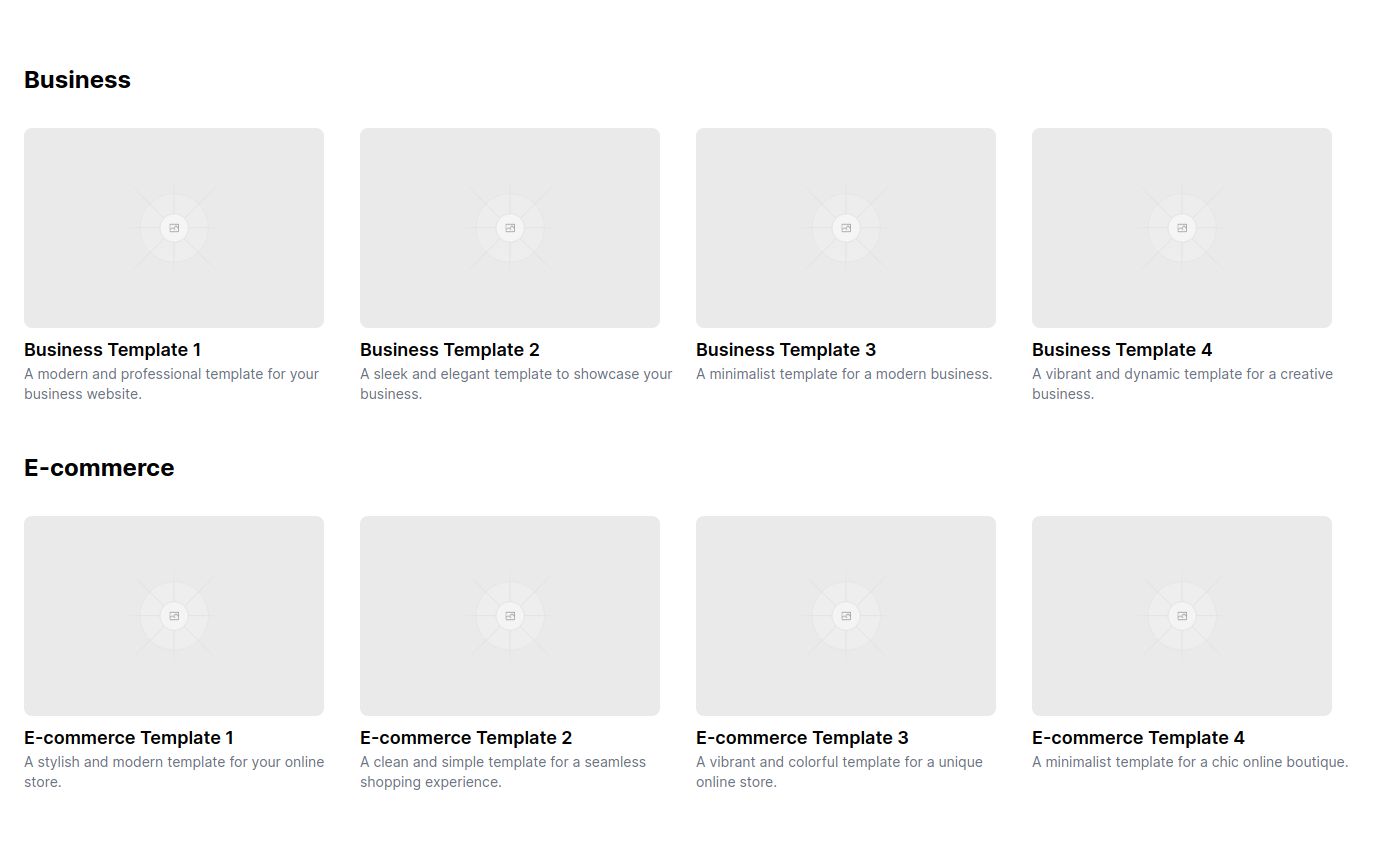 Business
Business Template 1
A modern and professional template for your
business website.
Business Template 2
A sleek and elegant template to showcase your
business.
Business Template 3
A minimalist template for a modern business.
Business Template 4
A vibrant and dynamic template for a creative
business.
E-commerce
E-commerce Template 1
A stylish and modern template for your online
store.
E-commerce Template 2
A clean and simple template for a seamless
shopping experience.
E-commerce Template 3
A vibrant and colorful template for a unique
online store.
E-commerce Template 4
A minimalist template for a chic online boutique.